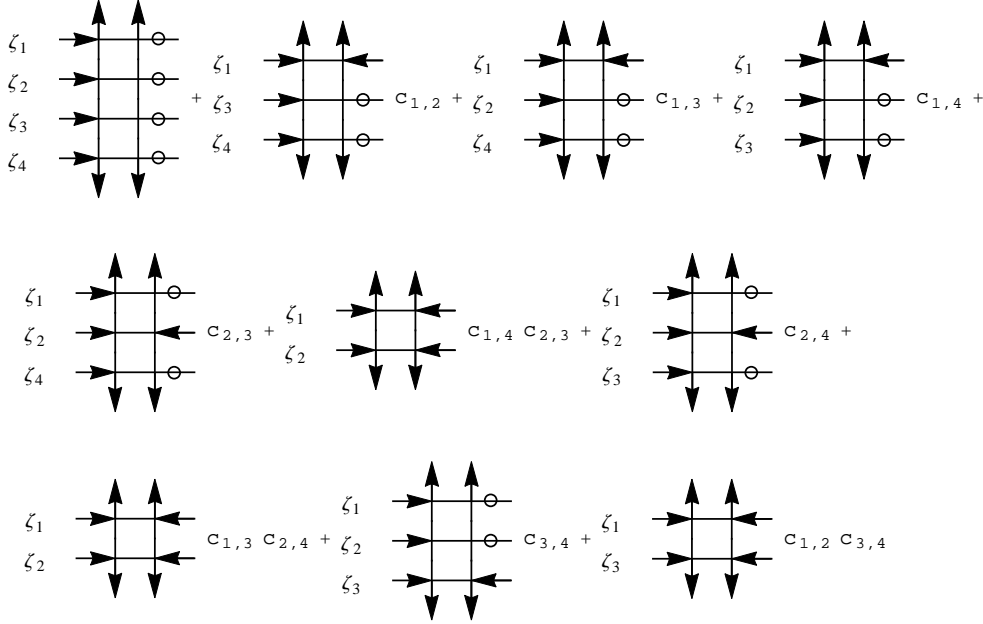 ζ1 ζ2 ζ3 ζ4 + ζ1 ζ3 ζ4 C1,2 + ζ1 ζ2 ζ4 C1,3 + ζ1 ζ2 ζ3 C1,4 +
ζ1 ζ2 ζ4 C2,3 + ζ1 ζ2 C1,4 C2,3 + ζ1 ζ2 ζ3 C2,4 +
ζ1 ζ2 C1,3 C2,4 + ζ1 ζ2 ζ3 C3,4 + ζ1 ζ3 C1,2 C3,4